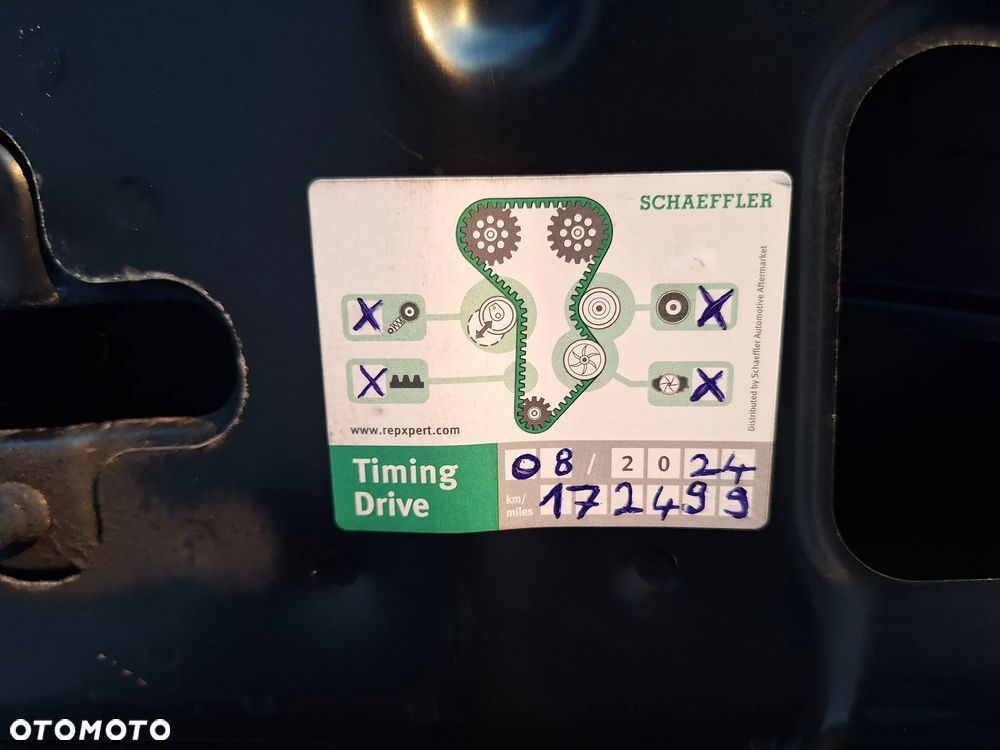 SCHAEFFLER
X
X
X
X
Distributed by Schaeffler Automotive Aftermarket
www.repxpert.com
Timing
Drive
08 / 2024
km/
miles
172499
OTOMOTO